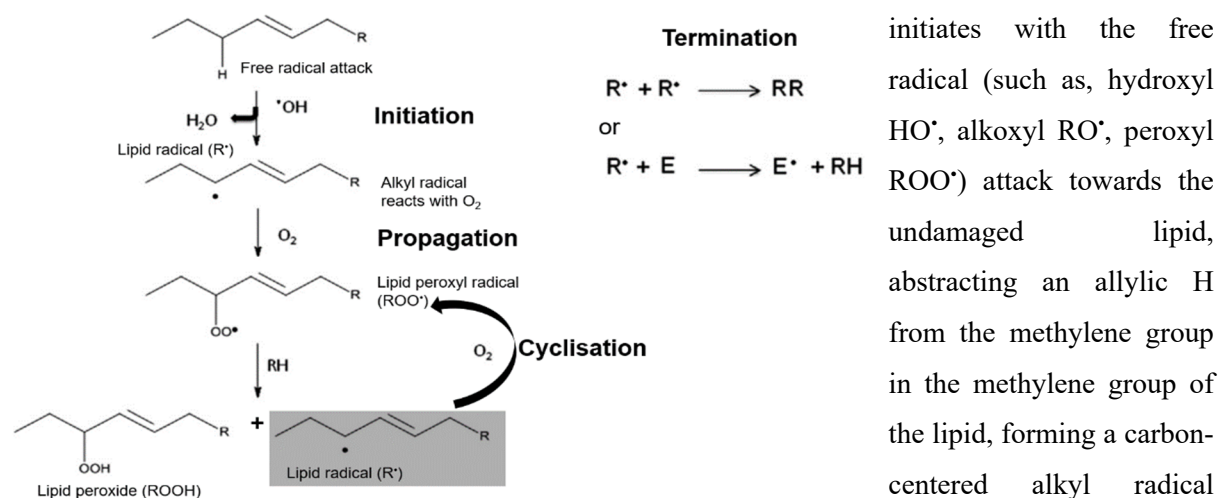 H
Free radical attack
•OH
H₂O
Initiation
Lipid radical (R•)
R
Alkyl radical
reacts with O₂
O₂
Propagation
R
Lipid peroxyl radical
(ROO•)
OO•
RH
O₂
Cyclisation
R
OOH
Lipid peroxide (ROOH)
+
R
Lipid radical (R•)
R
Termination
R• + R• ⟶ RR
or
R• + E ⟶ E• + RH
initiates with the free
radical (such as, hydroxyl
HO•, alkoxyl RO•, peroxyl
ROO•) attack towards the
undamaged lipid,
abstracting an allylic H
from the methylene group
in the methylene group of
the lipid, forming a carbon-
centered alkyl radical